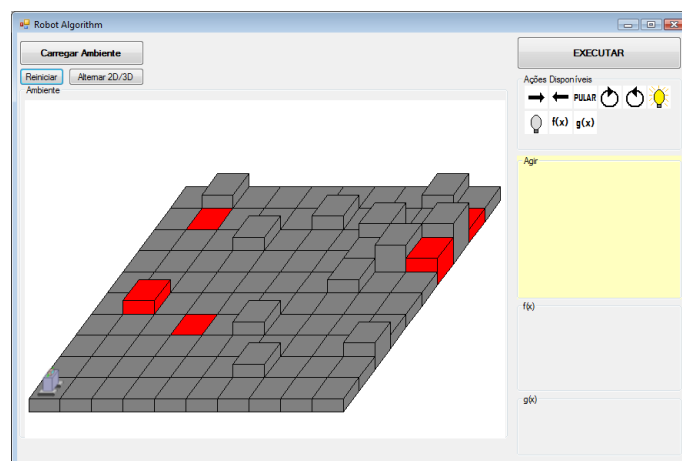 Robot Algorithm
Carregar Ambiente
Reiniciar
Alternar 2D/3D
Ambiente
EXECUTAR
Ações Disponíveis
PULAR
f(x) g(x)
Agir
f(x)
g(x)